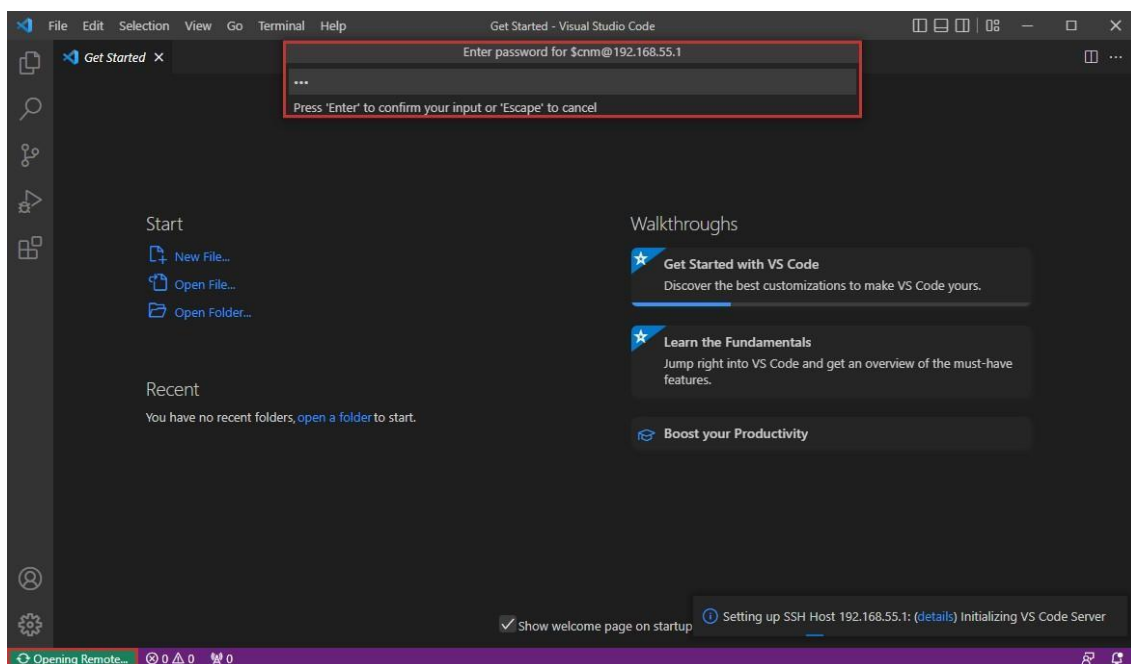 File Edit Selection View Go Terminal Help
Get Started - Visual Studio Code
Get Started
Enter password for $cnm@192.168.55.1
•••
Press 'Enter' to confirm your input or 'Escape' to cancel
Start
New File...
Open File...
Open Folder...
Recent
You have no recent folders, open a folder to start.
Walkthroughs
Get Started with VS Code
Discover the best customizations to make VS Code yours.
Learn the Fundamentals
Jump right into VS Code and get an overview of the must-have
features.
Boost your Productivity
Show welcome page on startup
Setting up SSH Host 192.168.55.1: (details) Initializing VS Code Server
Opening Remote... 0 0 0